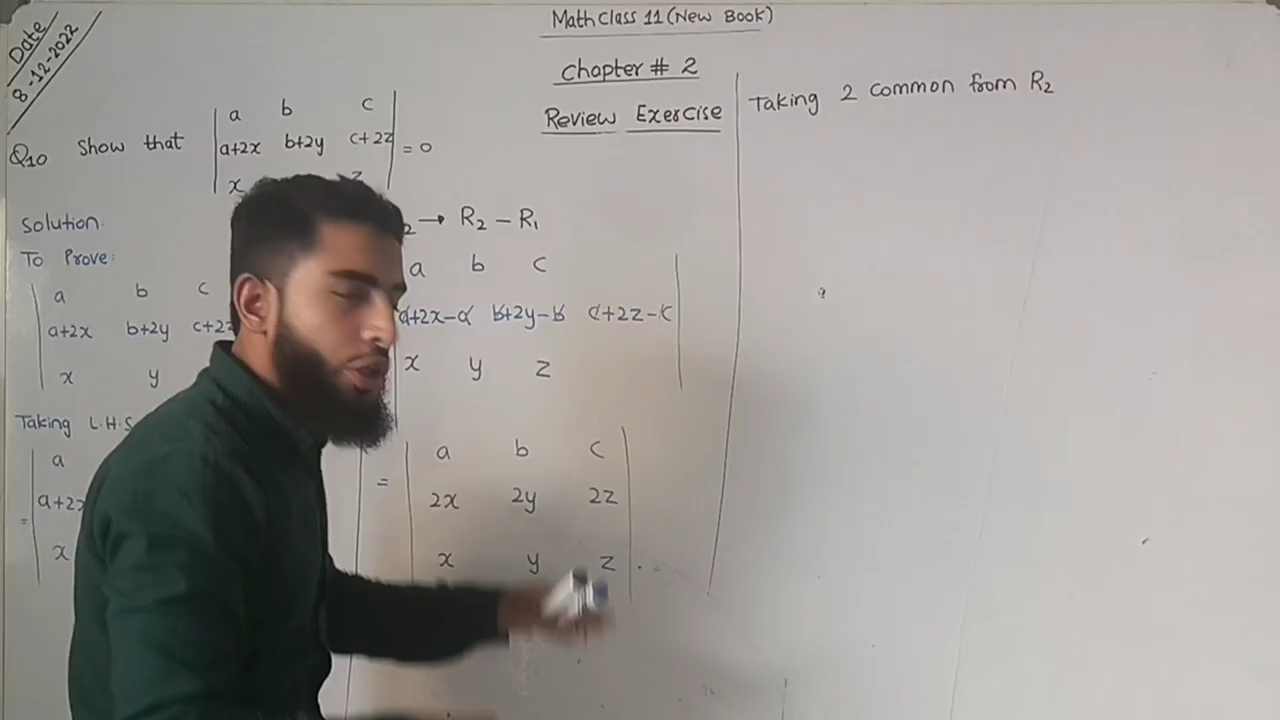 Date
8-12-2022
Math Class 11 (New Book)
Chapter # 2
Review Exercise
Q10 Show that
a b c
a+2x b+2y c+2z = 0
x z
Solution.
To Prove:
a b c
a+2x b+2y c+2z
x y
Taking L.H.S
a
= a+2x
x
2 → R2 - R1
a b c
a+2x-a b+2y-b c+2z-c
x y z
= a b c
2x 2y 2z
x y z .
Taking 2 common from R2